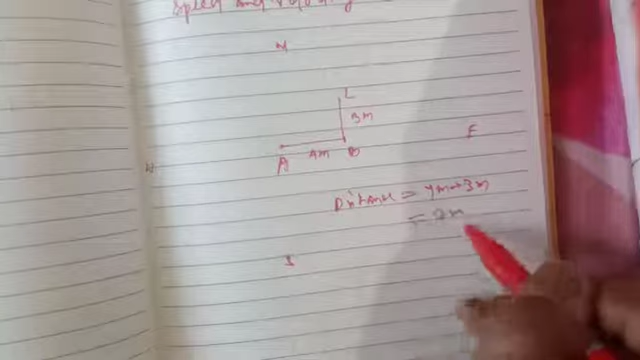 Speed And Velocity
N
L
3m
E
4m B
A
W
Distance = 4m+3m
= 7m
S